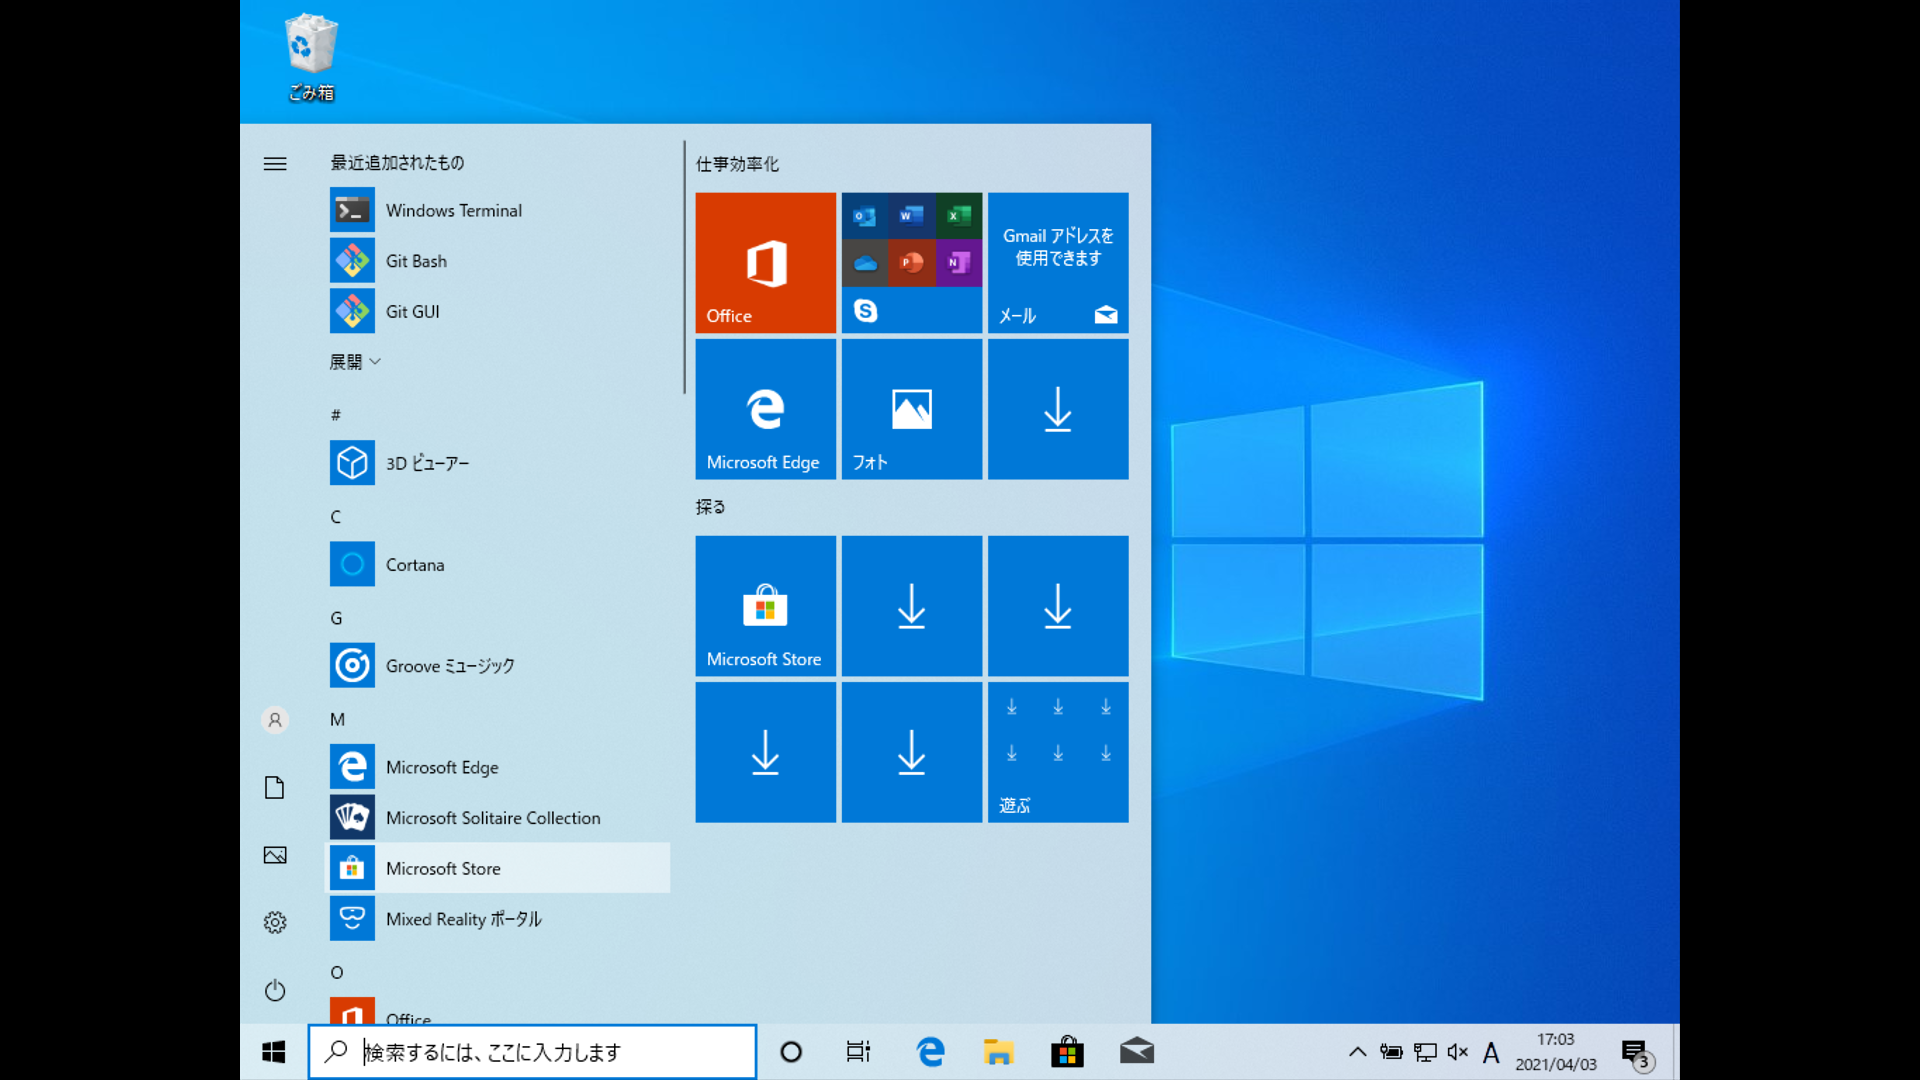 ごみ箱
最近追加されたもの
Windows Terminal
Git Bash
Git GUI
展開
#
3D ビューアー
C
Cortana
G
Groove ミュージック
M
Microsoft Edge
Microsoft Solitaire Collection
Microsoft Store
Mixed Reality ポータル
O
Office
仕事効率化
Office
Gmail アドレスを
使用できます
メール
Microsoft Edge
フォト
探る
Microsoft Store
遊ぶ
検索するには、ここに入力します
A
17:03
2021/04/03
3